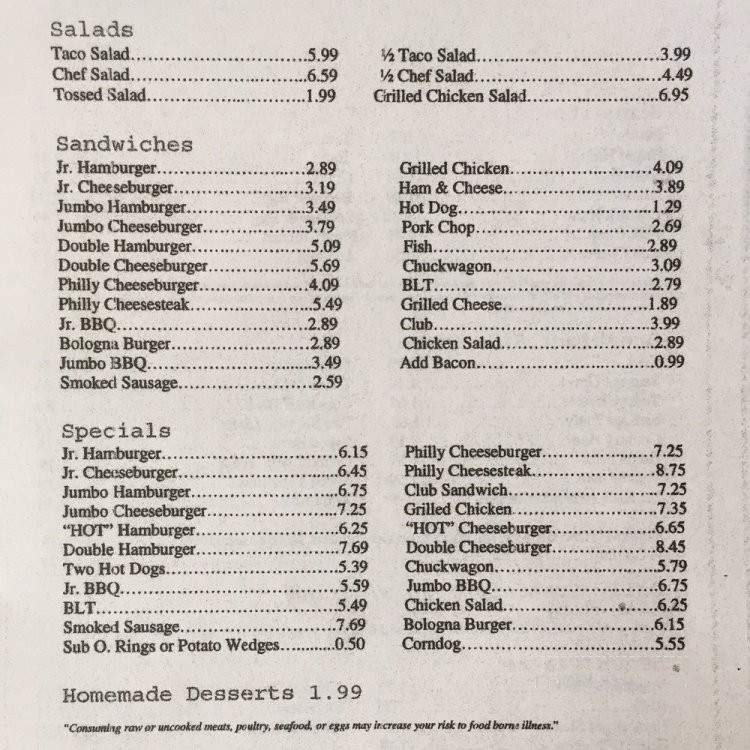 Salads
Taco Salad 5.99 ½ Taco Salad 3.99
Chef Salad 6.59 ½ Chef Salad 4.49
Tossed Salad 1.99 Grilled Chicken Salad 6.95
Sandwiches
Jr. Hamburger 2.89 Grilled Chicken 4.09
Jr. Cheeseburger 3.19 Ham & Cheese 3.89
Jumbo Hamburger 3.49 Hot Dog 1.29
Jumbo Cheeseburger 3.79 Pork Chop 2.69
Double Hamburger 5.09 Fish 2.89
Double Cheeseburger 5.69 Chuckwagon 3.09
Philly Cheeseburger 4.09 BLT 2.79
Philly Cheesesteak 5.49 Grilled Cheese 1.89
Jr. BBQ 2.89 Club 3.99
Bologna Burger 2.89 Chicken Salad 2.89
Jumbo BBQ 3.49 Add Bacon 0.99
Smoked Sausage 2.59
Specials
Jr. Hamburger 6.15 Philly Cheeseburger 7.25
Jr. Cheeseburger 6.45 Philly Cheesesteak 8.75
Jumbo Hamburger 6.75 Club Sandwich 7.25
Jumbo Cheeseburger 7.25 Grilled Chicken 7.35
“HOT” Hamburger 6.25 “HOT” Cheeseburger 6.65
Double Hamburger 7.69 Double Cheeseburger 8.45
Two Hot Dogs 5.39 Chuckwagon 5.79
Jr. BBQ 5.59 Jumbo BBQ 6.75
BLT 5.49 Chicken Salad 6.25
Smoked Sausage 7.69 Bologna Burger 6.15
Sub O. Rings or Potato Wedges 0.50 Corndog 5.55
Homemade Desserts 1.99
“Consuming raw or uncooked meats, poultry, seafood, or eggs may increase your risk to food borne illness.”